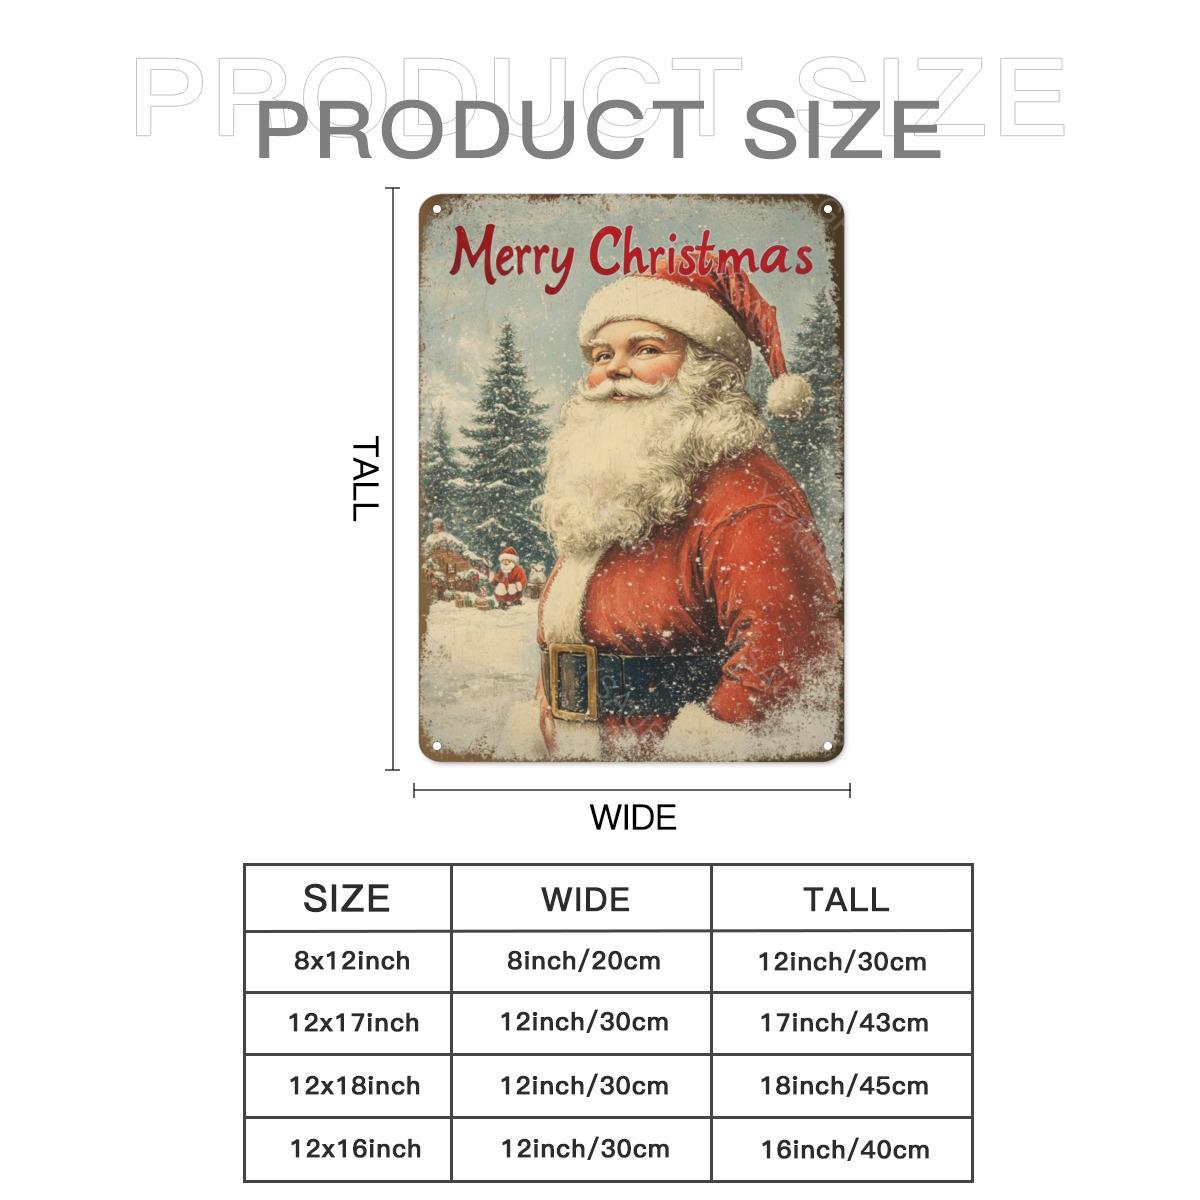 PRODUCT SIZE
PRODUCT SIZE
Merry Christmas
TALL
WIDE
SIZE WIDE TALL
8x12inch 8inch/20cm 12inch/30cm
12x17inch 12inch/30cm 17inch/43cm
12x18inch 12inch/30cm 18inch/45cm
12x16inch 12inch/30cm 16inch/40cm